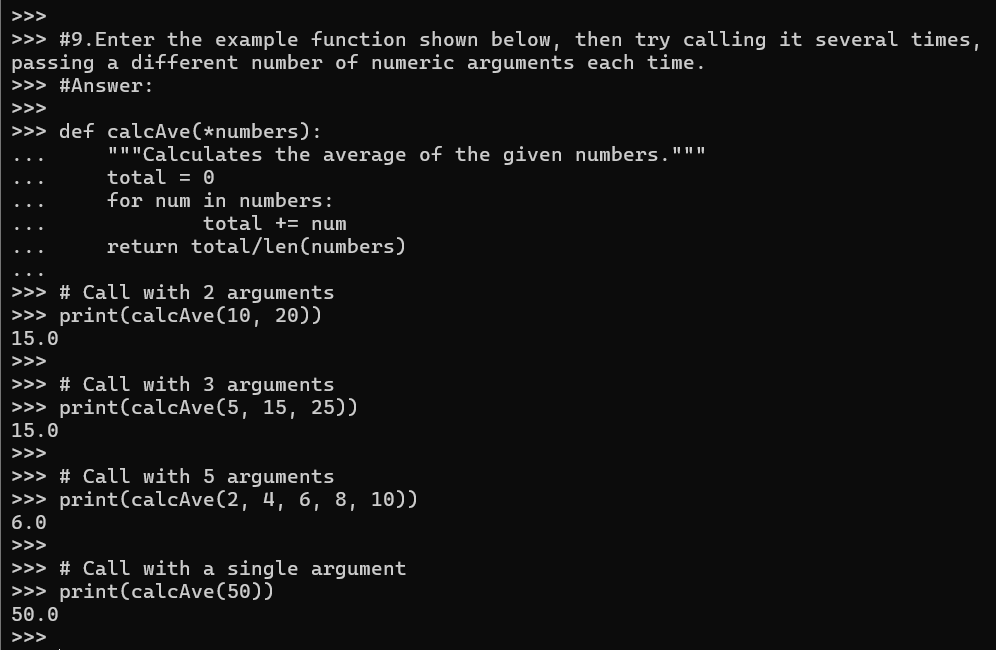 >>>
>>> #9.Enter the example function shown below, then try calling it several times,
passing a different number of numeric arguments each time.
>>> #Answer:
>>>
>>> def calcAve(*numbers):
...     """Calculates the average of the given numbers."""
...     total = 0
...     for num in numbers:
...             total += num
...     return total/len(numbers)
...
>>> # Call with 2 arguments
>>> print(calcAve(10, 20))
15.0
>>>
>>> # Call with 3 arguments
>>> print(calcAve(5, 15, 25))
15.0
>>>
>>> # Call with 5 arguments
>>> print(calcAve(2, 4, 6, 8, 10))
6.0
>>>
>>> # Call with a single argument
>>> print(calcAve(50))
50.0
>>>